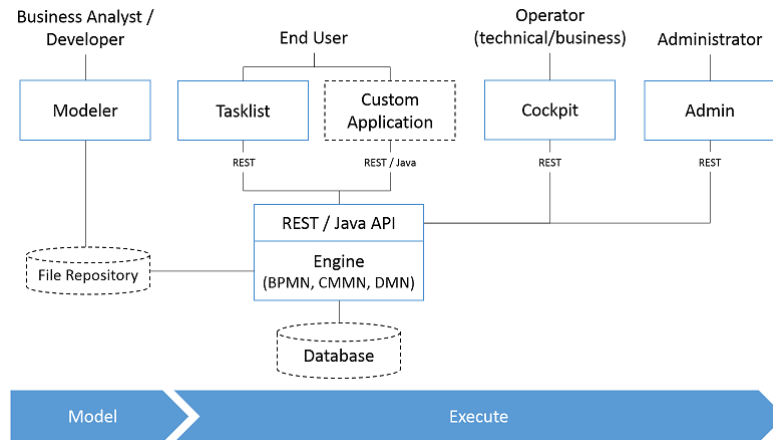 Business Analyst /
Developer
End User
Operator
(technical/business)
Administrator
Modeler
Tasklist
Custom
Application
Cockpit
Admin
REST
REST / Java
REST
REST
REST / Java API
Engine
(BPMN, CMMN, DMN)
File Repository
Database
Model
Execute